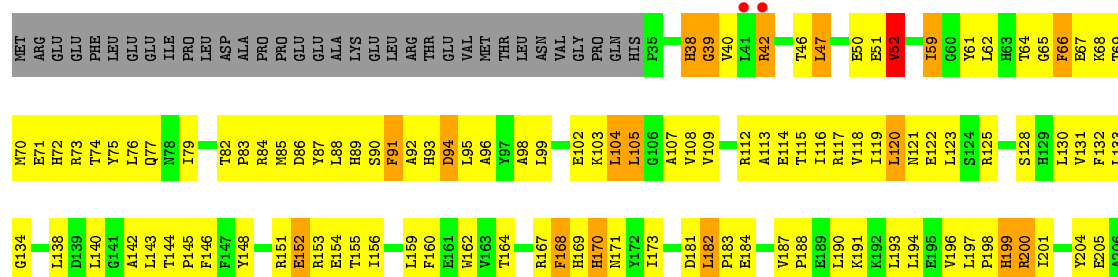 MET ARG GLU GLU PHE LEU GLU GLU ILE PRO LEU ASP ALA PRO PRO GLU GLU ALA LYS GLU LEU ARG THR GLU VAL MET THR LEU ASN VAL GLY PRO GLN HIS P35 H38 G39 V40 L41 R42 T46 L47 E50 E51 V52 I59 G60 Y61 L62 H63 T64 G65 F66 E67 K68 T69
M70 E71 H72 R73 T74 Y75 L76 Q77 N78 I79 T82 P83 R84 M85 D86 Y87 L88 H89 S90 F91 A92 H93 D94 L95 A96 Y97 A98 L99 E102 K103 L104 L105 G106 A107 V108 V109 R112 A113 E114 T115 I116 R117 V118 I119 L120 N121 E122 L123 S124 R125 S128 H129 L130 V131 F132 L133
G134 L138 D139 L140 G141 A142 L143 T144 P145 F146 F147 Y148 R151 E152 R153 E154 T155 I156 L159 F160 E161 W162 V163 T164 R167 F168 H169 H170 N171 Y172 I173 D181 L182 P183 E184 V187 P188 E189 L190 K191 K192 L193 L194 E195 V196 L197 P198 H199 R200 I201 Y204 E205